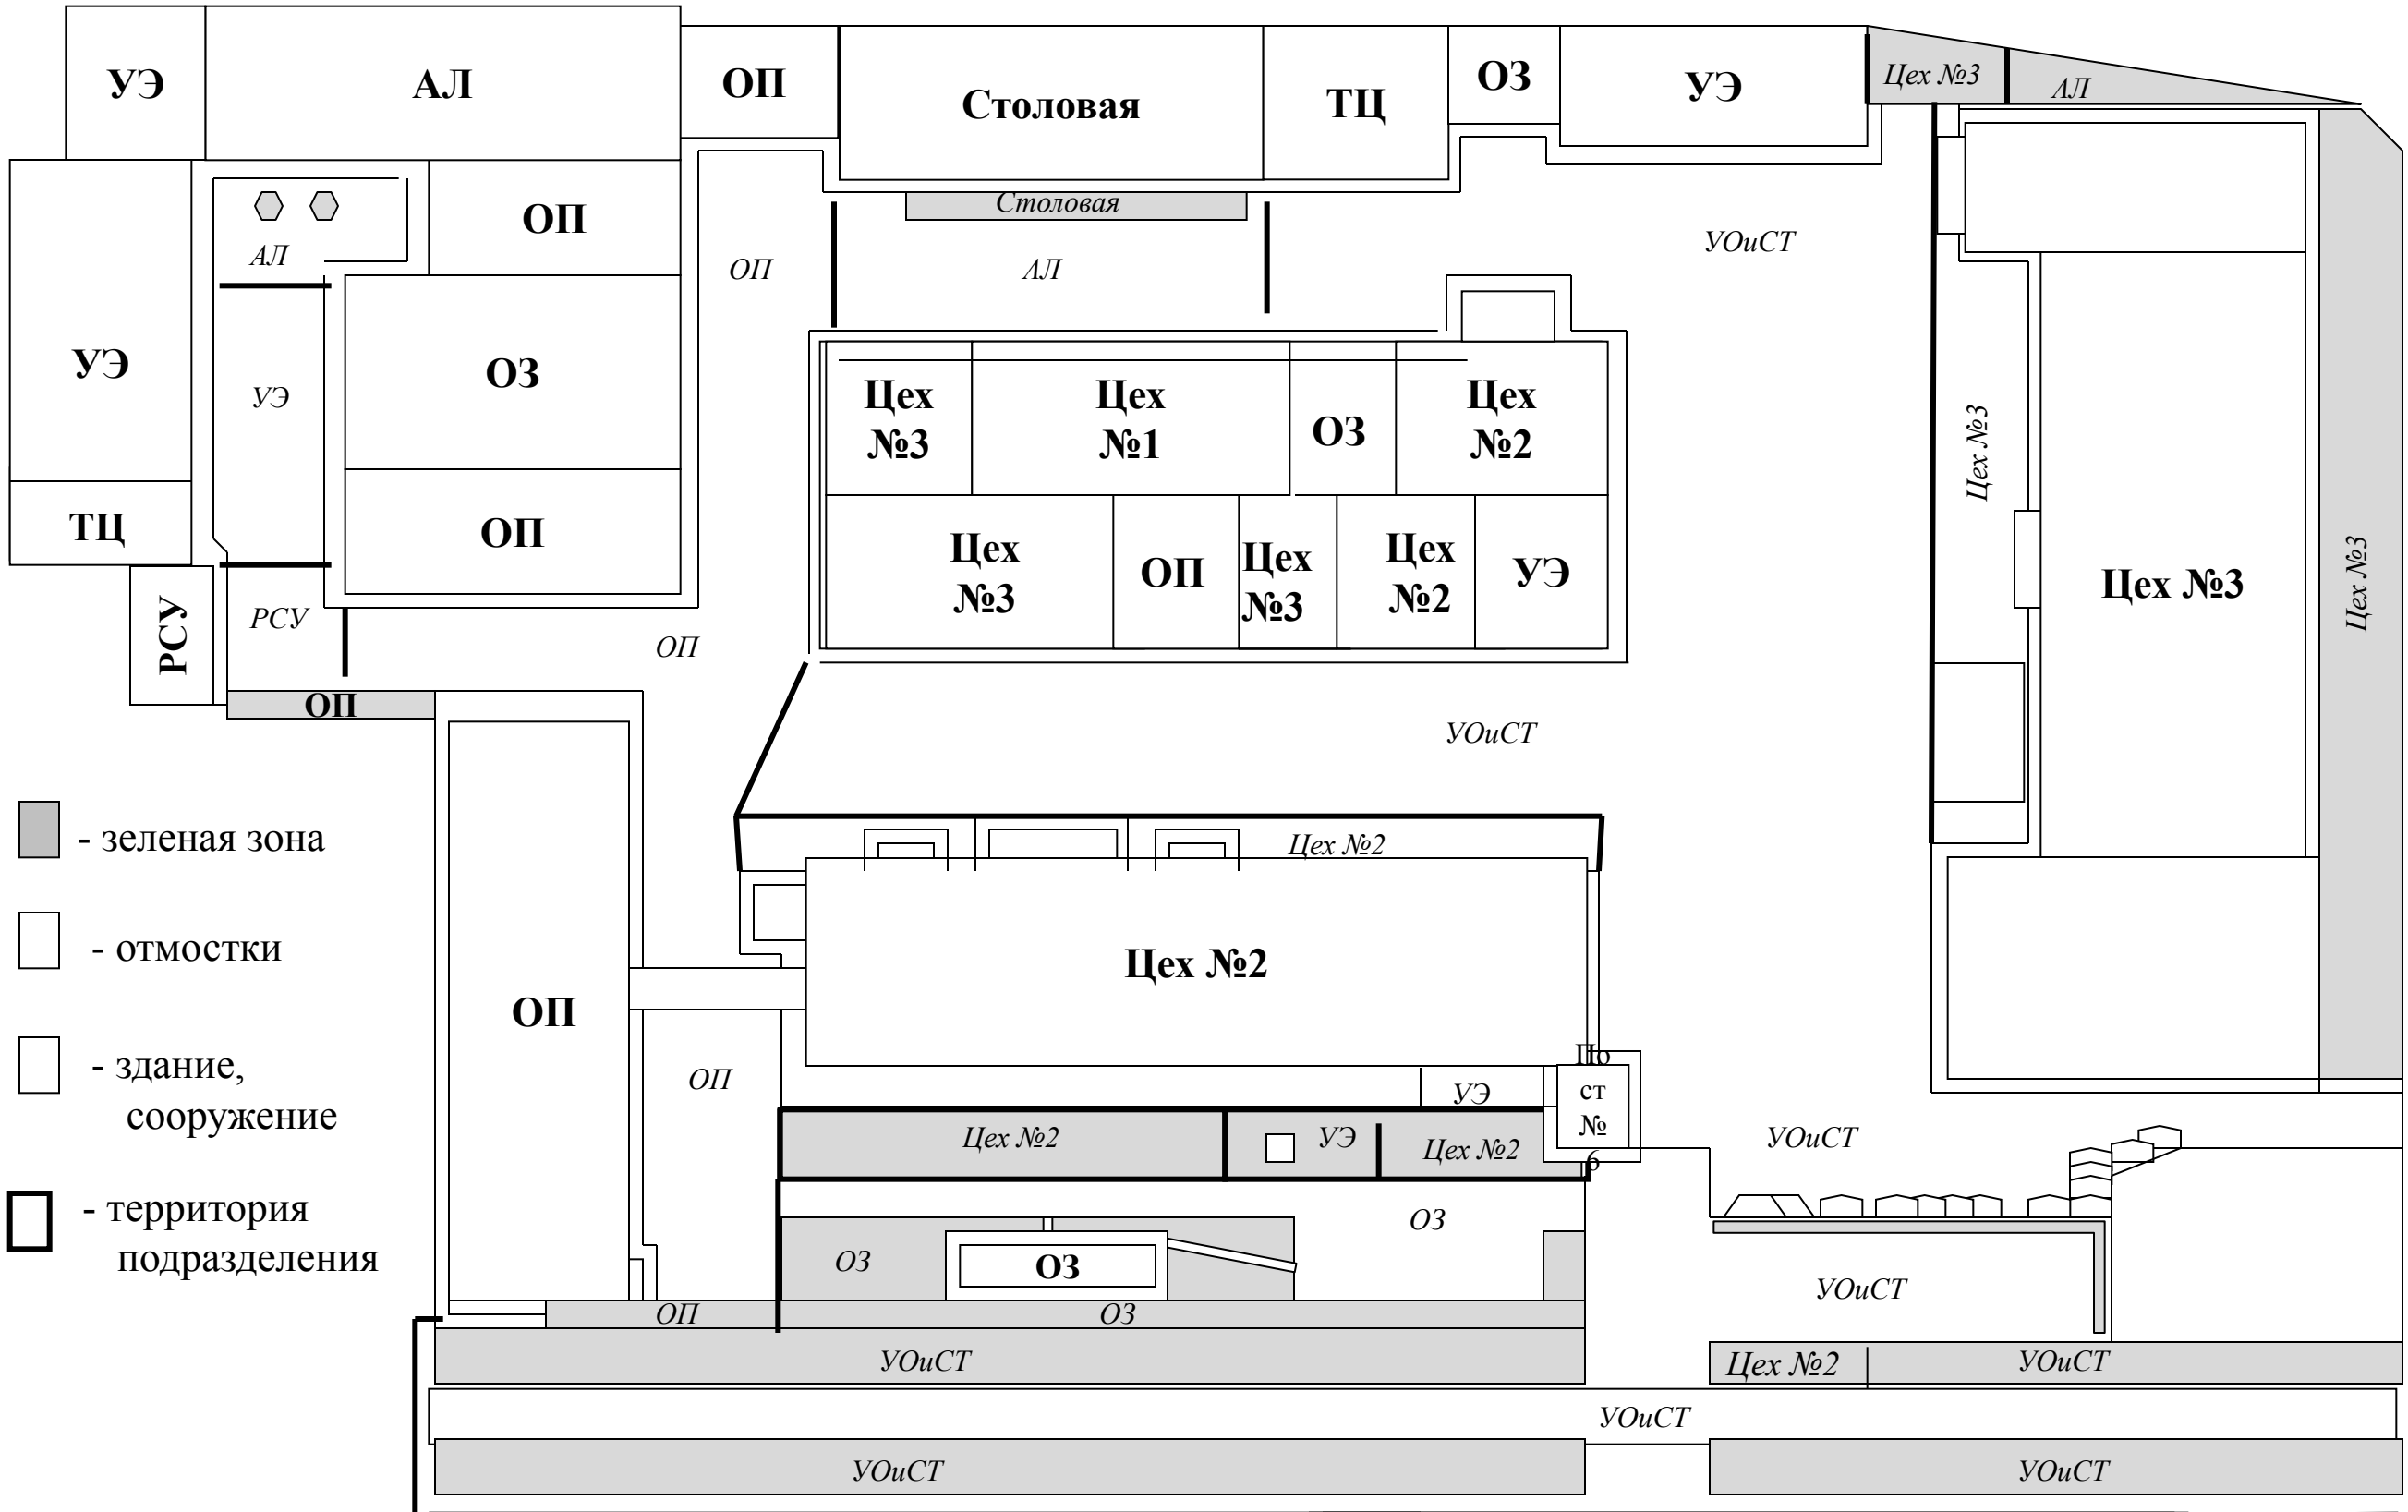 УЭ
АЛ
ОП
Столовая
ТЦ
ОЗ
УЭ
Цех №3
АЛ
Столовая
АЛ
ОП
ОП
АЛ
УОиСТ
УЭ
УЭ
ОЗ
Цех
№3
Цех
№1
ОЗ
Цех
№2
Цех №3
ТЦ
ОП
Цех
№3
ОП
Цех
№3
Цех
№2
УЭ
Цех №3
Цех №3
РСУ
РСУ
ОП
ОП
УОиСТ
- зеленая зона
- отмостки
- здание,
сооружение
- территория
подразделения
Цех №2
Цех №2
ОП
ОП
УЭ
По
ст
№
6
Цех №2
УЭ
Цех №2
УОиСТ
ОЗ
ОЗ
ОЗ
УОиСТ
ОП
ОЗ
УОиСТ
Цех №2
УОиСТ
УОиСТ
УОиСТ
УОиСТ